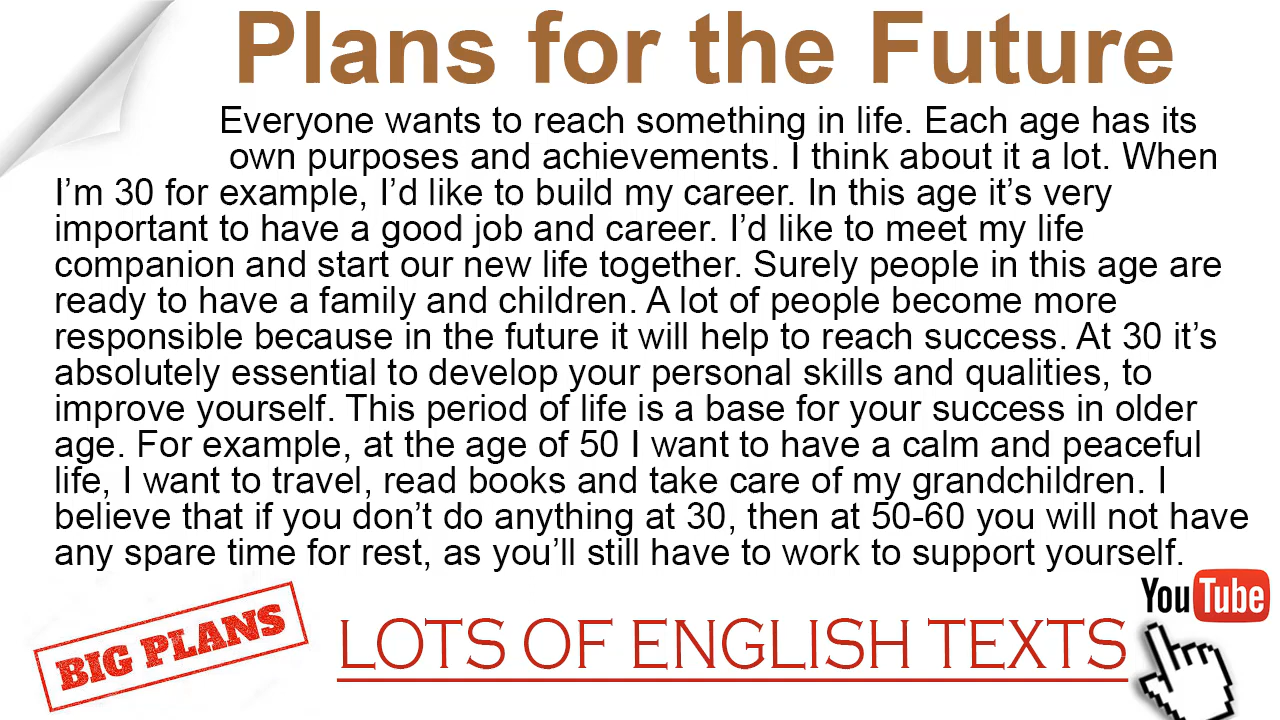 Plans for the Future
Everyone wants to reach something in life. Each age has its
own purposes and achievements. I think about it a lot. When
I’m 30 for example, I’d like to build my career. In this age it’s very
important to have a good job and career. I’d like to meet my life
companion and start our new life together. Surely people in this age are
ready to have a family and children. A lot of people become more
responsible because in the future it will help to reach success. At 30 it’s
absolutely essential to develop your personal skills and qualities, to
improve yourself. This period of life is a base for your success in older
age. For example, at the age of 50 I want to have a calm and peaceful
life, I want to travel, read books and take care of my grandchildren. I
believe that if you don’t do anything at 30, then at 50-60 you will not have
any spare time for rest, as you’ll still have to work to support yourself.
BIG PLANS
LOTS OF ENGLISH TEXTS
YouTube